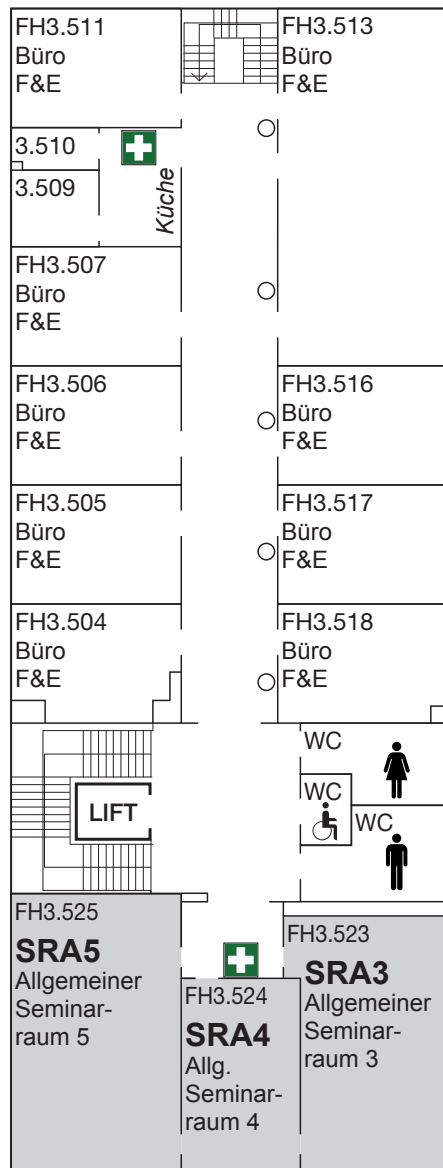 FH3.511
Büro
F&E
FH3.513
Büro
F&E
3.510
3.509
Küche
FH3.507
Büro
F&E
FH3.506
Büro
F&E
FH3.516
Büro
F&E
FH3.505
Büro
F&E
FH3.517
Büro
F&E
FH3.504
Büro
F&E
FH3.518
Büro
F&E
LIFT
WC
WC
WC
FH3.525
SRA5
Allgemeiner
Seminar-
raum 5
FH3.524
SRA4
Allg.
Seminar-
raum 4
FH3.523
SRA3
Allgemeiner
Seminar-
raum 3